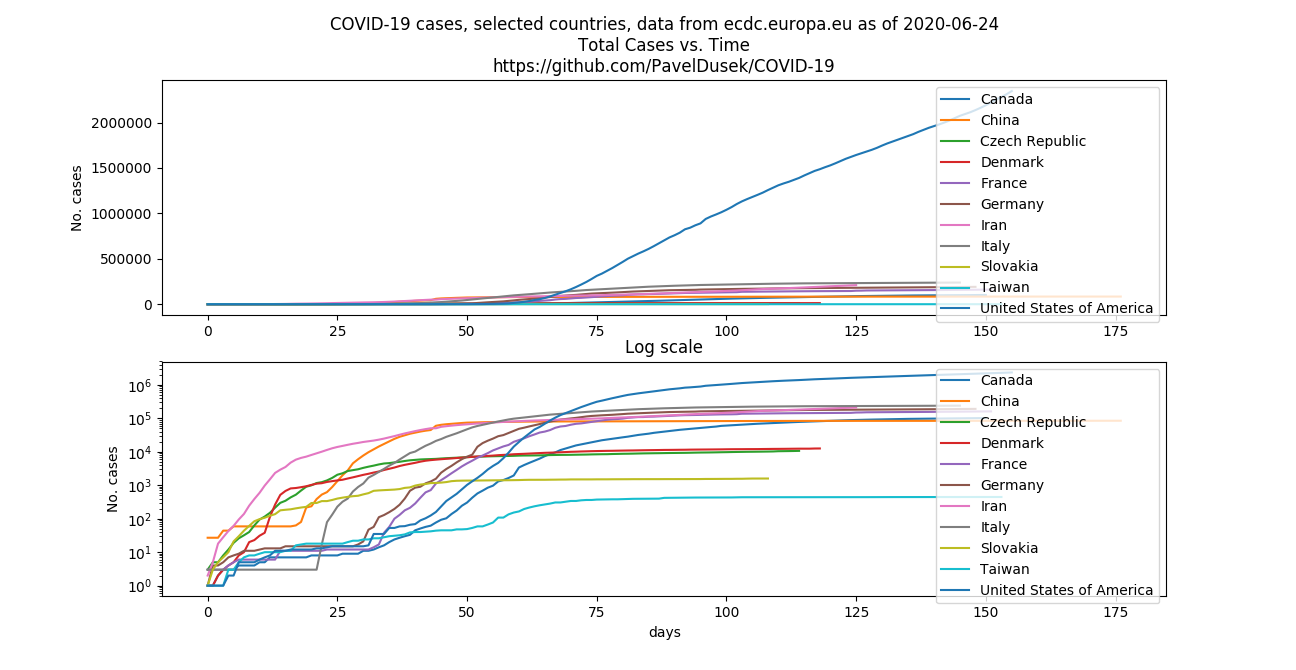 COVID-19 cases, selected countries, data from ecdc.europa.eu as of 2020-06-24
Total Cases vs. Time
https://github.com/PavelDusek/COVID-19
No. cases
2000000
1500000
1000000
500000
0
Canada
China
Czech Republic
Denmark
France
Germany
Iran
Italy
Slovakia
Taiwan
United States of America
0 25 50 75 100 125 150 175
Log scale
No. cases
10^6
10^5
10^4
10^3
10^2
10^1
10^0
Canada
China
Czech Republic
Denmark
France
Germany
Iran
Italy
Slovakia
Taiwan
United States of America
0 25 50 75 100 125 150 175
days